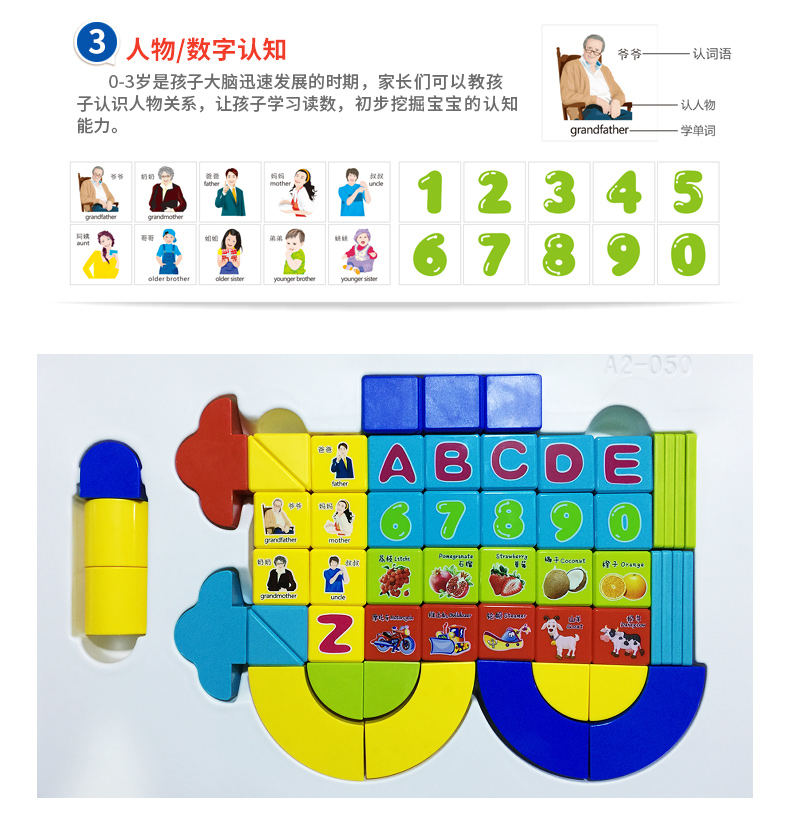 3
人物/数字认知
0-3岁是孩子大脑迅速发展的时期，家长们可以教孩
子认识人物关系，让孩子学习读数，初步挖掘宝宝的认知
能力。
爷爷
认词语
认人物
grandfather
学单词
爷爷
grandfather
奶奶
grandmother
爸爸
father
妈妈
mother
叔叔
uncle
1 2 3 4 5
阿姨
aunt
哥哥
older brother
姐姐
older sister
弟弟
younger brother
妹妹
younger sister
6 7 8 9 0
A2-050
爸爸
father
A B C D E
爷爷
grandfather
妈妈
mother
6 7 8 9 0
奶奶
grandmother
叔叔
uncle
荔枝 Litchi
Pomegranate
石榴
Strawberry
草莓
椰子 Coconut
橙子 Orange
Z
Motorcycle
推土机 Bulldozer
轮船 Steamer
山羊
Goat
奶牛